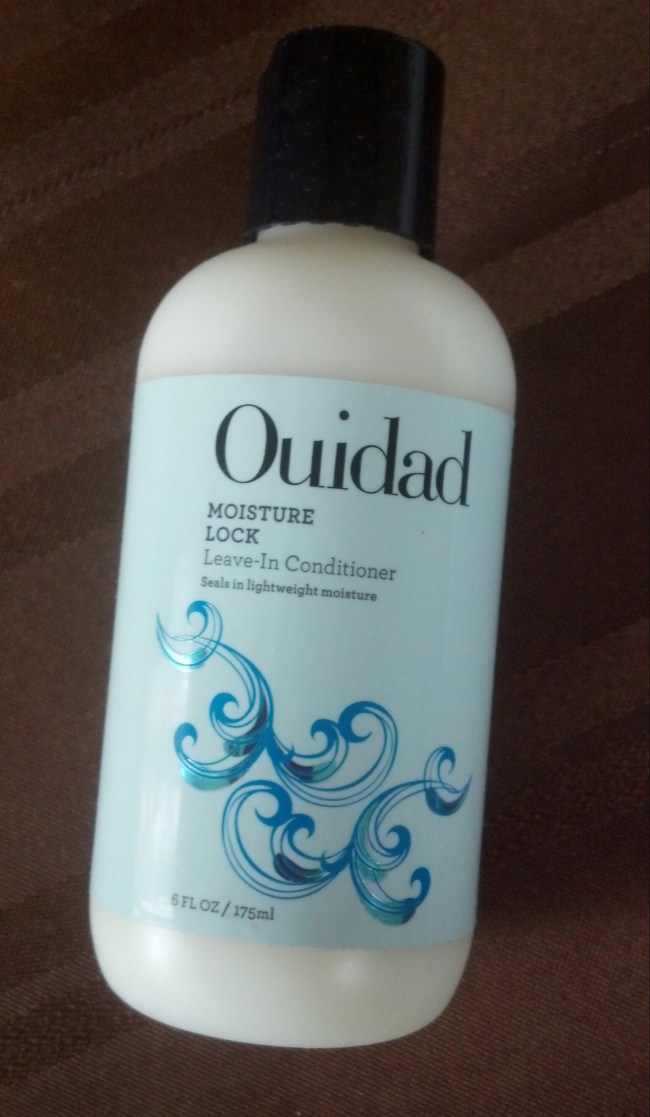 Ouidad
MOISTURE
LOCK
Leave-In Conditioner
Seals in lightweight moisture
6 FL OZ / 175ml